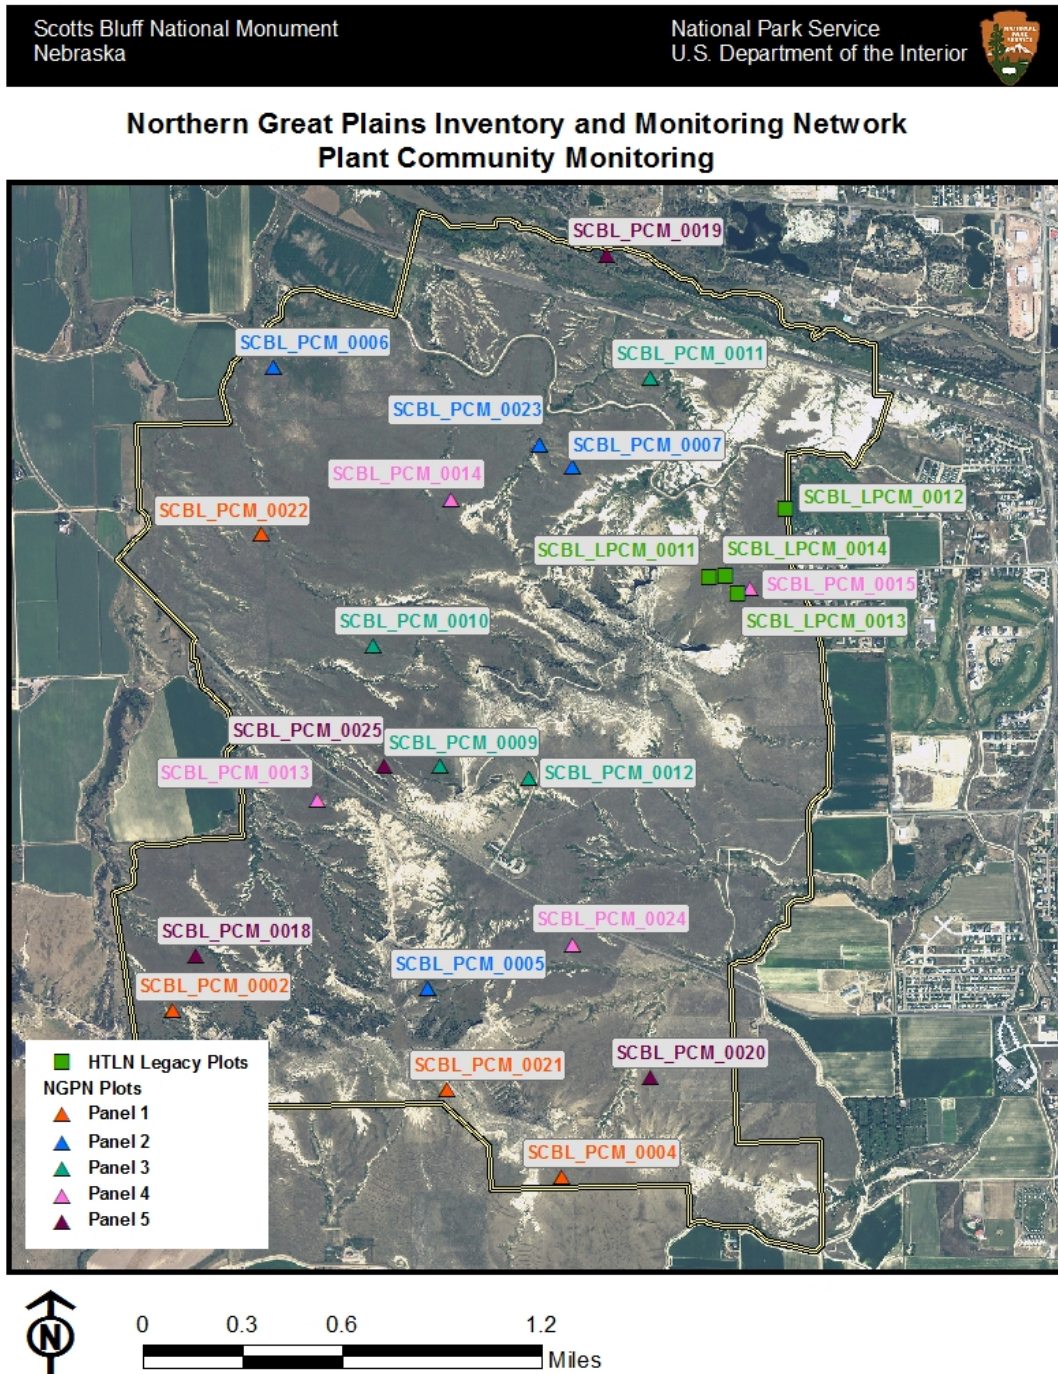 Scotts Bluff National Monument
Nebraska
National Park Service
U.S. Department of the Interior
NATIONAL
PARK
SERVICE
Northern Great Plains Inventory and Monitoring Network
Plant Community Monitoring
SCBL_PCM_0019
SCBL_PCM_0006
SCBL_PCM_0011
SCBL_PCM_0023
SCBL_PCM_0007
SCBL_PCM_0014
SCBL_LPCM_0012
SCBL_PCM_0022
SCBL_LPCM_0011
SCBL_LPCM_0014
SCBL_PCM_0015
SCBL_PCM_0010
SCBL_LPCM_0013
SCBL_PCM_0025
SCBL_PCM_0009
SCBL_PCM_0013
SCBL_PCM_0012
SCBL_PCM_0024
SCBL_PCM_0018
SCBL_PCM_0005
SCBL_PCM_0002
SCBL_PCM_0021
SCBL_PCM_0020
SCBL_PCM_0004
HTLN Legacy Plots
NGPN Plots
Panel 1
Panel 2
Panel 3
Panel 4
Panel 5
N
0 0.3 0.6 1.2
Miles